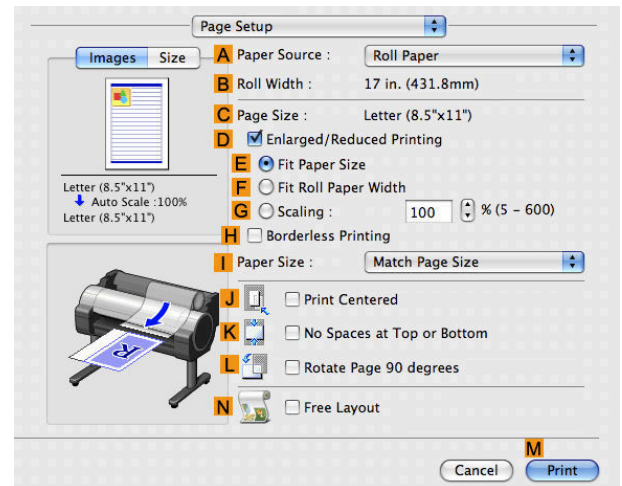 Page Setup
Images Size
A Paper Source : Roll Paper
B Roll Width : 17 in. (431.8mm)
C Page Size : Letter (8.5"x11")
D Enlarged/Reduced Printing
E Fit Paper Size
F Fit Roll Paper Width
G Scaling : 100 % (5 - 600)
Letter (8.5"x11")
Auto Scale :100%
Letter (8.5"x11")
H Borderless Printing
I Paper Size : Match Page Size
J Print Centered
K No Spaces at Top or Bottom
L Rotate Page 90 degrees
R
N Free Layout
M
Cancel Print